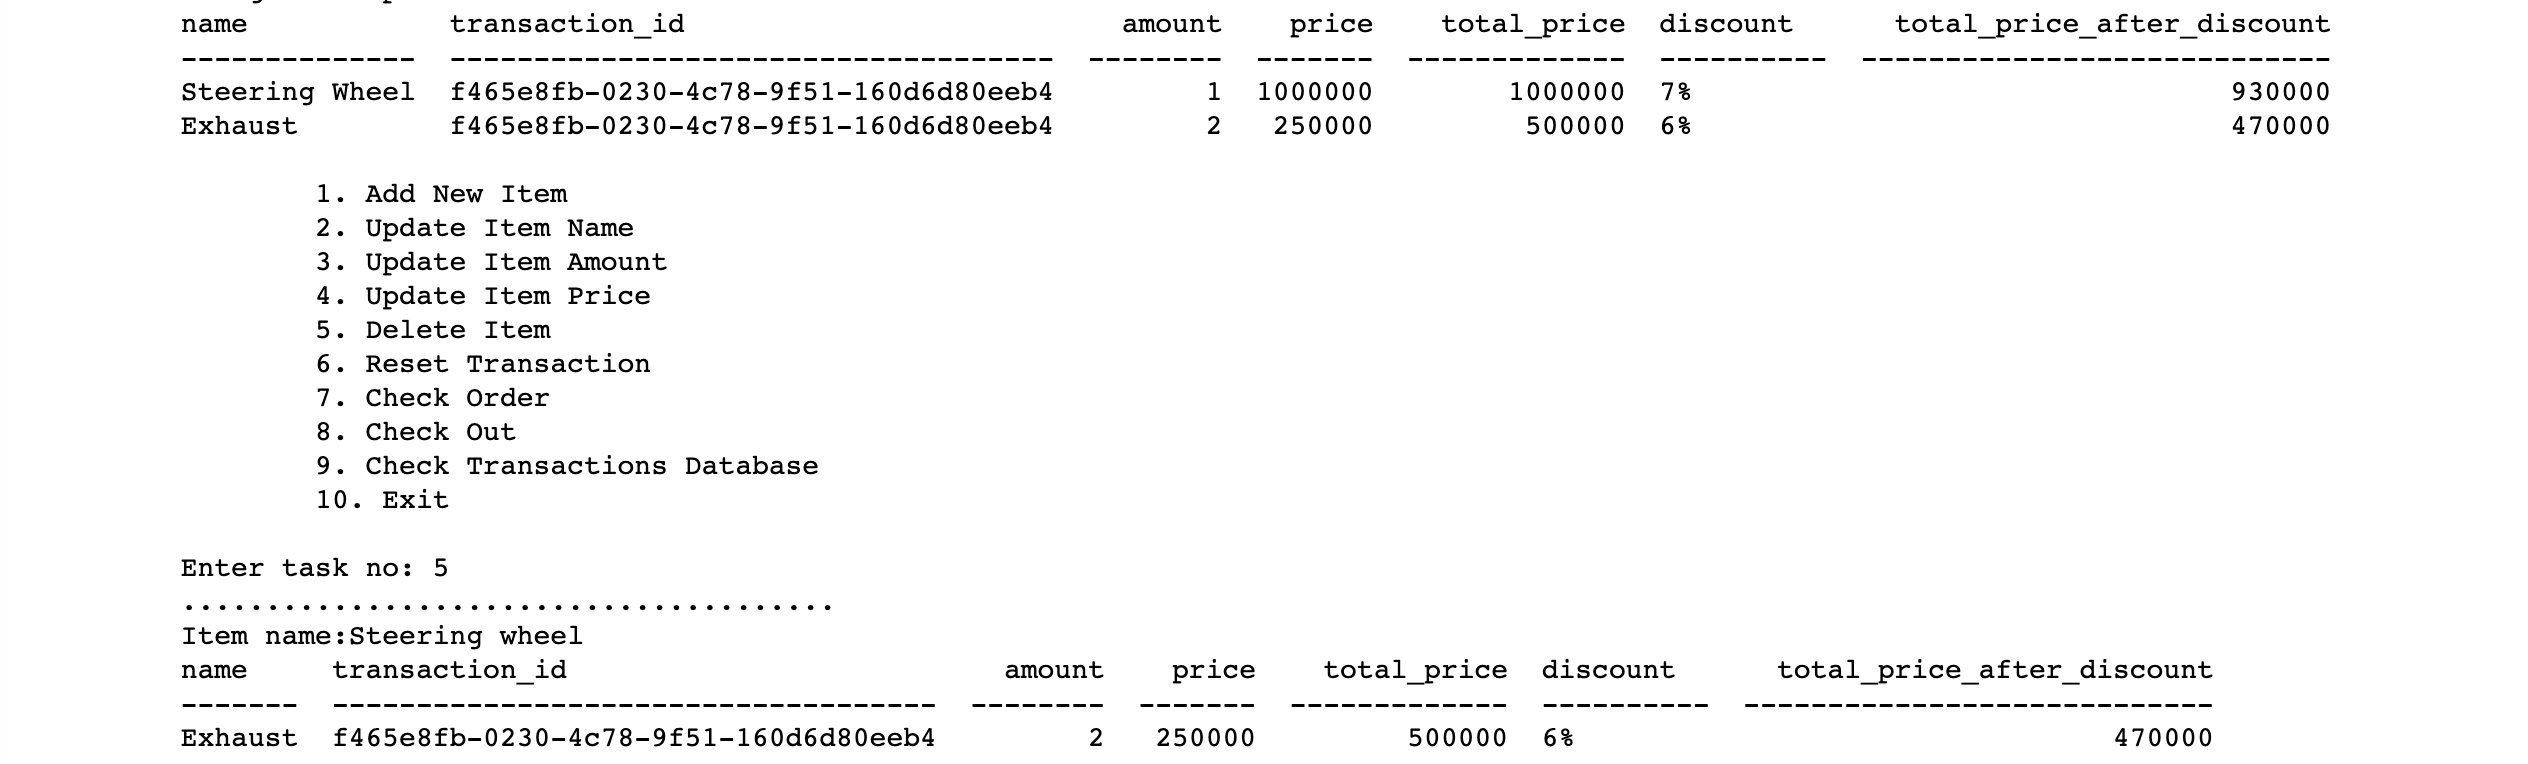 name            transaction_id                          amount    price    total_price  discount      total_price_after_discount
--------------  ------------------------------------  --------  -------  -------------  ----------  ----------------------------
Steering Wheel  f465e8fb-0230-4c78-9f51-160d6d80eeb4         1  1000000        1000000  7%                                930000
Exhaust         f465e8fb-0230-4c78-9f51-160d6d80eeb4         2   250000         500000  6%                                470000
1. Add New Item
2. Update Item Name
3. Update Item Amount
4. Update Item Price
5. Delete Item
6. Reset Transaction
7. Check Order
8. Check Out
9. Check Transactions Database
10. Exit
Enter task no: 5
.......................................
Item name:Steering wheel
name     transaction_id                          amount    price    total_price  discount      total_price_after_discount
-------  ------------------------------------  --------  -------  -------------  ----------  ----------------------------
Exhaust  f465e8fb-0230-4c78-9f51-160d6d80eeb4         2   250000         500000  6%                                470000